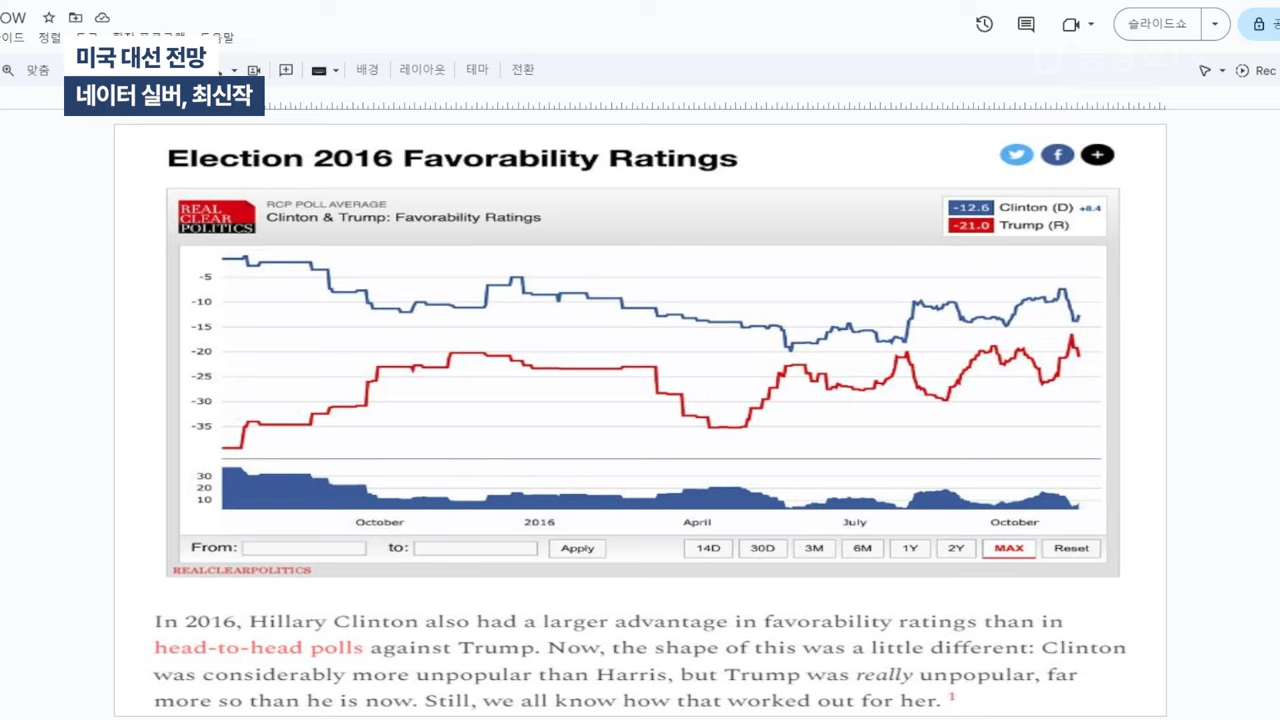 OW
슬라이드쇼
미국 대선 전망
네이터 실버, 최신작
맞춤
배경
레이아웃
테마
전환
Rec
Election 2016 Favorability Ratings
REAL
CLEAR
POLITICS
RCP POLL AVERAGE
Clinton & Trump: Favorability Ratings
-12.6 Clinton (D) +8.4
-21.0 Trump (R)
-5
-10
-15
-20
-25
-30
-35
30
20
10
October 2016 April July October
From: to: Apply 14D 30D 3M 6M 1Y 2Y MAX Reset
REALCLEARPOLITICS
In 2016, Hillary Clinton also had a larger advantage in favorability ratings than in
head-to-head polls against Trump. Now, the shape of this was a little different: Clinton
was considerably more unpopular than Harris, but Trump was really unpopular, far
more so than he is now. Still, we all know how that worked out for her. 1